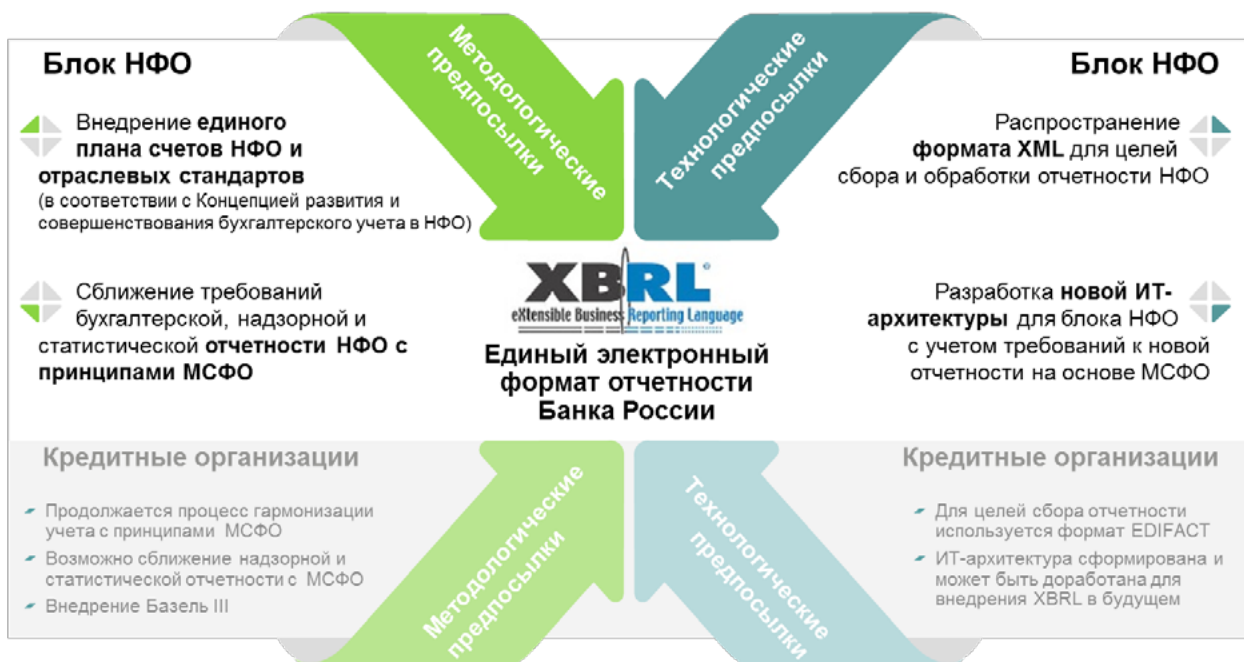 Методологические
предпосылки
Технологические
предпосылки
Блок НФО
Внедрение единого
плана счетов НФО и
отраслевых стандартов
(в соответствии с Концепцией развития и
совершенствования бухгалтерского учета в НФО)
Сближение требований
бухгалтерской, надзорной и
статистической отчетности НФО с
принципами МСФО
Блок НФО
Распространение
формата XML для целей
сбора и обработки отчетности НФО
Разработка новой ИТ-
архитектуры для блока НФО
с учетом требований к новой
отчетности на основе МСФО
XBRL®
eXtensible Business Reporting Language
Единый электронный
формат отчетности
Банка России
Кредитные организации
Продолжается процесс гармонизации
учета с принципами МСФО
Возможно сближение надзорной и
статистической отчетности с МСФО
Внедрение Базель III
Методологические
предпосылки
Технологические
предпосылки
Кредитные организации
Для целей сбора отчетности
используется формат EDIFACT
ИТ-архитектура сформирована и
может быть доработана для
внедрения XBRL в будущем